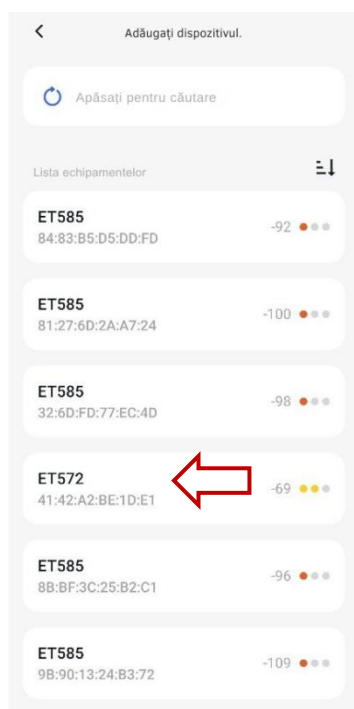 Adăugați dispozitivul.
Apăsați pentru căutare
Lista echipamentelor
ET585
84:83:B5:D5:DD:FD
-92
ET585
81:27:6D:2A:A7:24
-100
ET585
32:6D:FD:77:EC:4D
-98
ET572
41:42:A2:BE:1D:E1
-69
ET585
8B:BF:3C:25:B2:C1
-96
ET585
9B:90:13:24:B3:72
-109